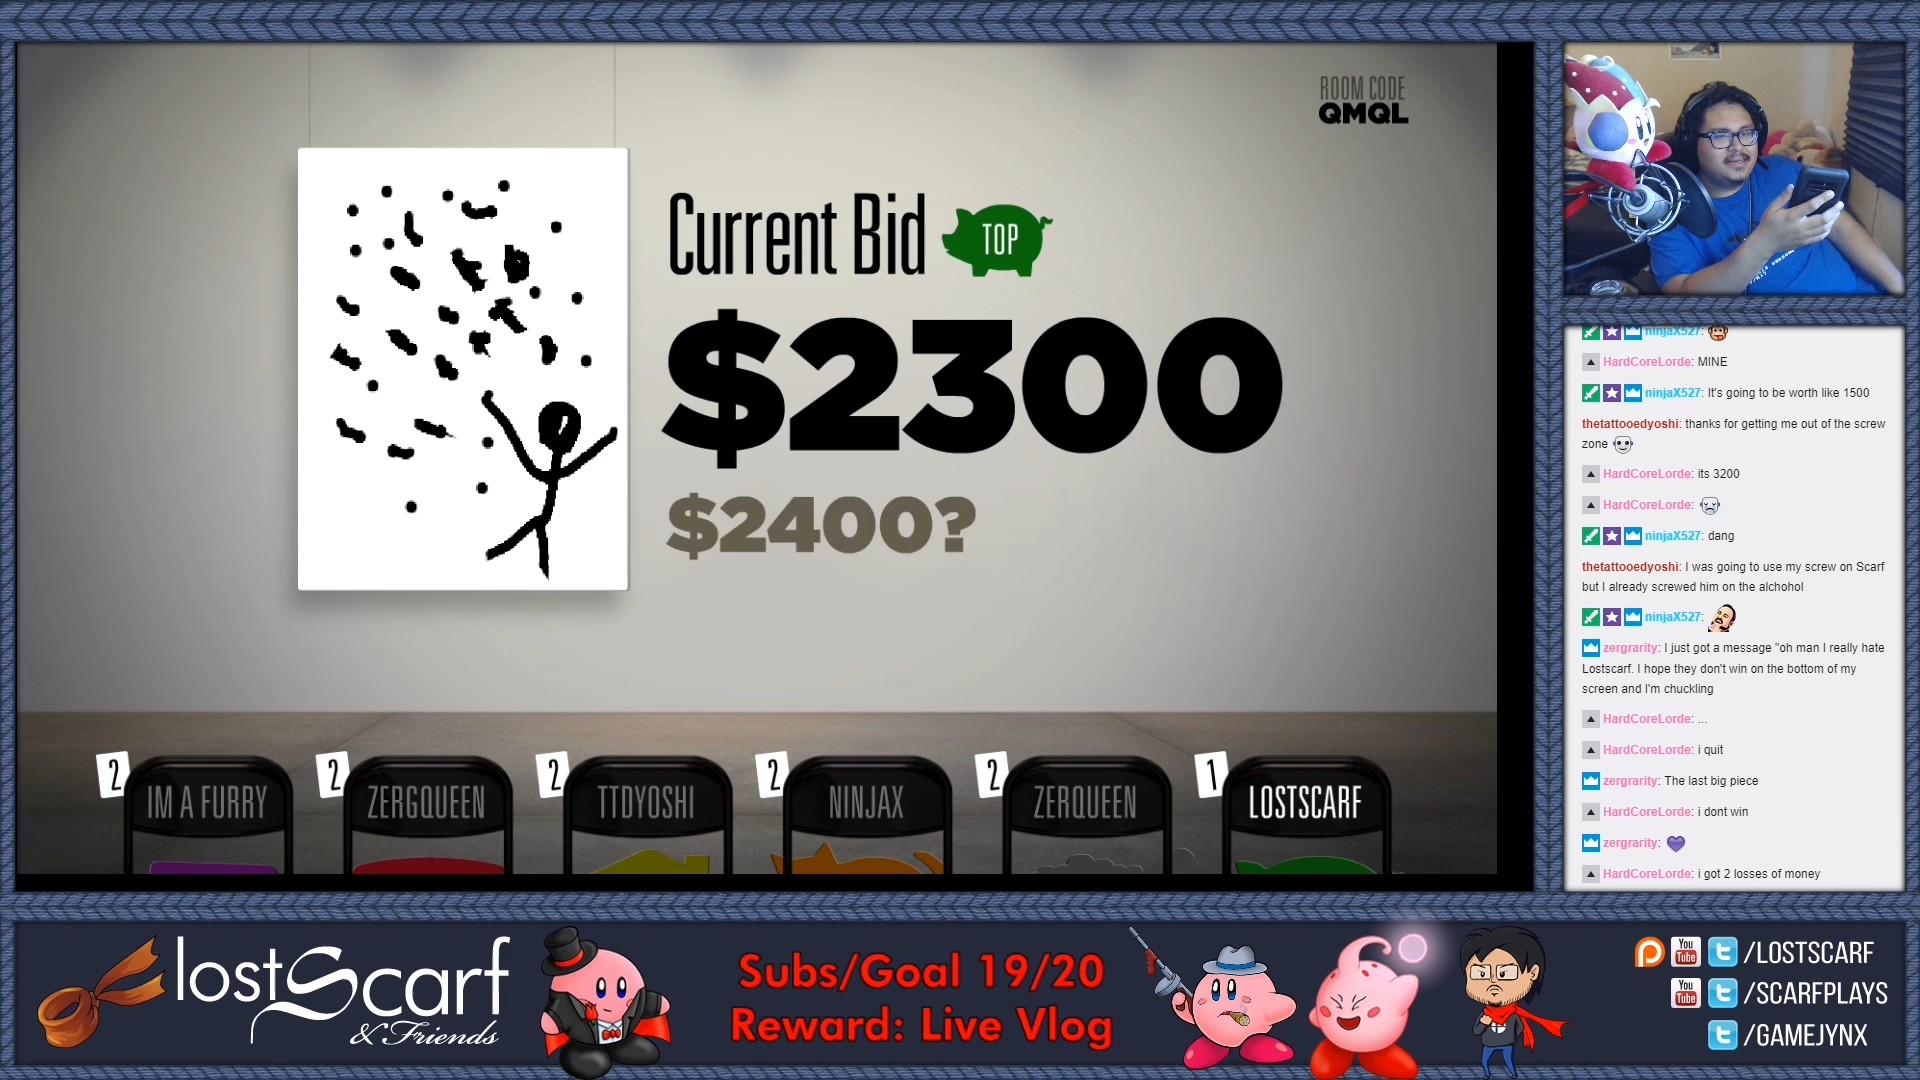 ROOM CODE
QMQL
Current Bid
TOP
$2300
$2400?
2
IM A FURRY
2
ZERGQUEEN
2
TTDYOSHI
2
NINJAX
2
ZERQUEEN
1
LOSTSCARF
ninjaX527:
HardCoreLorde: MINE
ninjaX527: It's going to be worth like 1500
thetattooedyoshi: thanks for getting me out of the screw
zone
HardCoreLorde: its 3200
HardCoreLorde:
ninjaX527: dang
thetattooedyoshi: I was going to use my screw on Scarf
but I already screwed him on the alchohol
ninjaX527:
zergrarity: I just got a message "oh man I really hate
Lostscarf. I hope they don't win on the bottom of my
screen and I'm chuckling
HardCoreLorde: ...
HardCoreLorde: i quit
zergrarity: The last big piece
HardCoreLorde: i dont win
zergrarity:
HardCoreLorde: i got 2 losses of money
lostScarf
& Friends
Subs/Goal 19/20
Reward: Live Vlog
You Tube /LOSTSCARF
You Tube /SCARFPLAYS
/GAMEJYNX